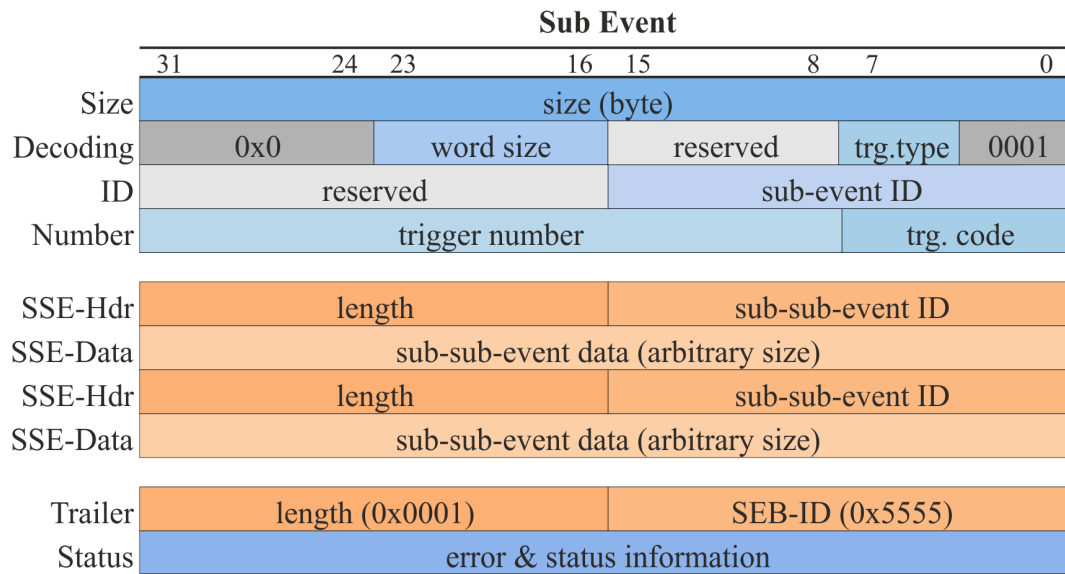 Sub Event
31 24 23 16 15 8 7 0
Size size (byte)
Decoding 0x0 word size reserved trg.type 0001
ID reserved sub-event ID
Number trigger number trg. code
SSE-Hdr length sub-sub-event ID
SSE-Data sub-sub-event data (arbitrary size)
SSE-Hdr length sub-sub-event ID
SSE-Data sub-sub-event data (arbitrary size)
Trailer length (0x0001) SEB-ID (0x5555)
Status error & status information